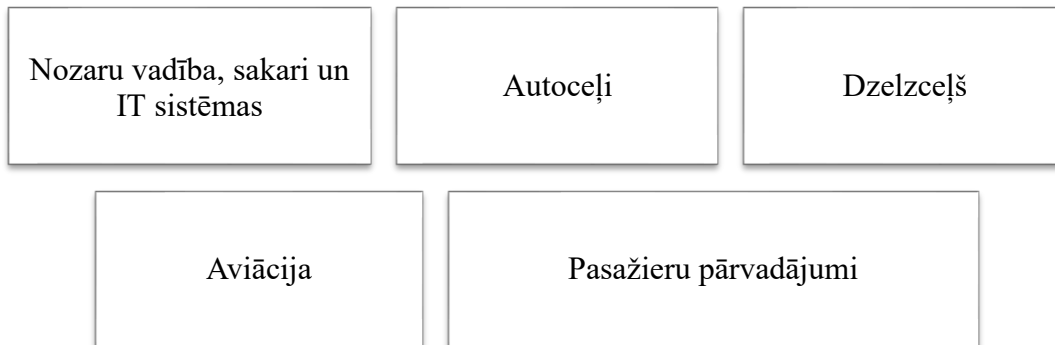 Nozaru vadība, sakari un
IT sistēmas
Autoceļi
Dzelzceļš
Aviācija
Pasažieru pārvadājumi